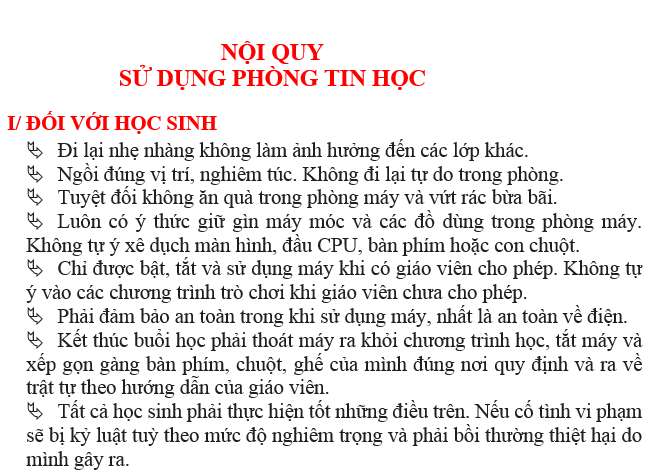 NỘI QUY
SỬ DỤNG PHÒNG TIN HỌC
I/ ĐỐI VỚI HỌC SINH
Đi lại nhẹ nhàng không làm ảnh hưởng đến các lớp khác.
Ngồi đúng vị trí, nghiêm túc. Không đi lại tự do trong phòng.
Tuyệt đối không ăn quà trong phòng máy và vứt rác bừa bãi.
Luôn có ý thức giữ gìn máy móc và các đồ dùng trong phòng máy.
Không tự ý xê dịch màn hình, đầu CPU, bàn phím hoặc con chuột.
Chỉ được bật, tắt và sử dụng máy khi có giáo viên cho phép. Không tự
ý vào các chương trình trò chơi khi giáo viên chưa cho phép.
Phải đảm bảo an toàn trong khi sử dụng máy, nhất là an toàn về điện.
Kết thúc buổi học phải thoát máy ra khỏi chương trình học, tắt máy và
xếp gọn gàng bàn phím, chuột, ghế của mình đúng nơi quy định và ra về
trật tự theo hướng dẫn của giáo viên.
Tất cả học sinh phải thực hiện tốt những điều trên. Nếu cố tình vi phạm
sẽ bị kỷ luật tuỳ theo mức độ nghiêm trọng và phải bồi thường thiệt hại do
mình gây ra.